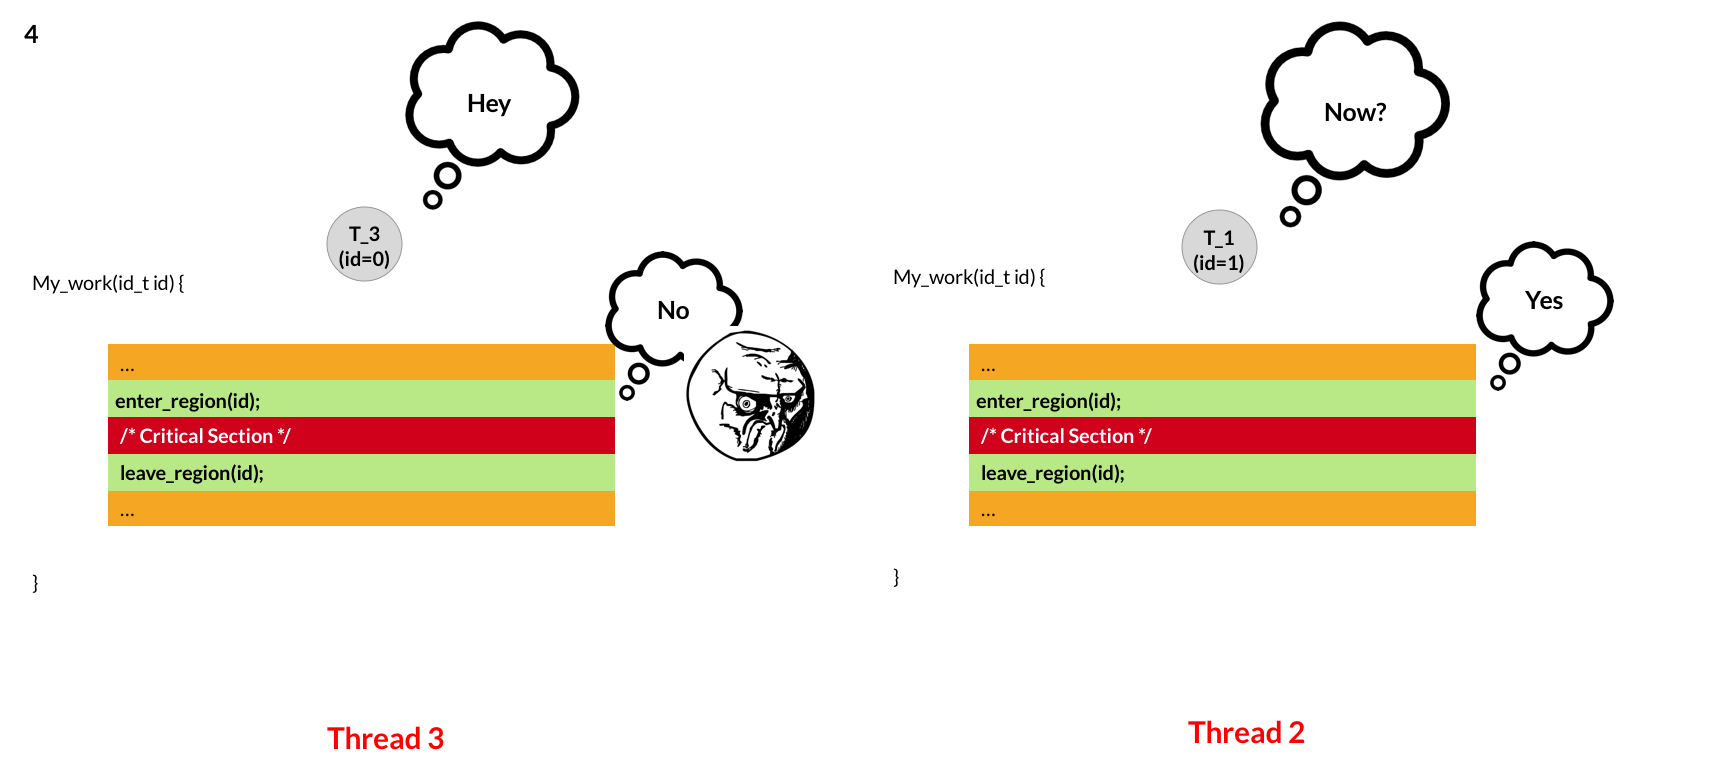 4
Hey
T_3
(id=0)
My_work(id_t id) {
No
...
enter_region(id);
/* Critical Section */
leave_region(id);
...
}
Thread 3
Now?
T_1
(id=1)
My_work(id_t id) {
Yes
...
enter_region(id);
/* Critical Section */
leave_region(id);
...
}
Thread 2